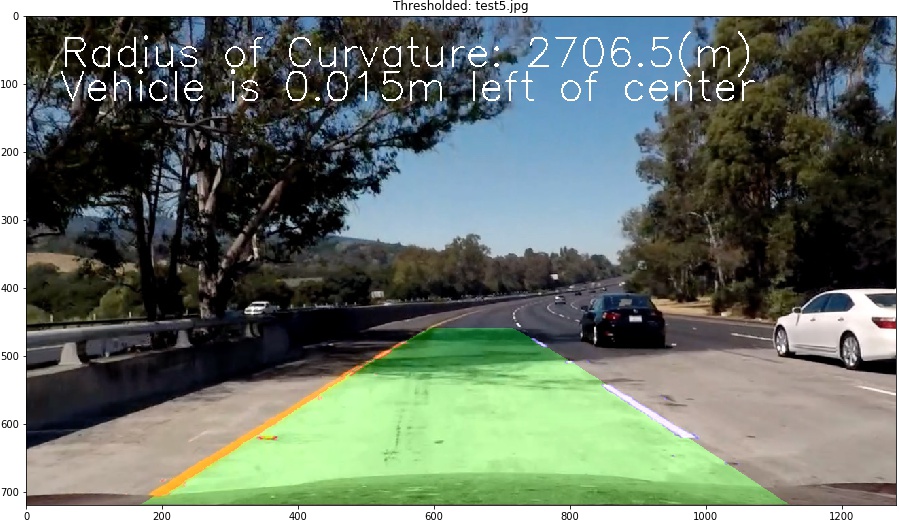 Thresholded: test5.jpg
Radius of Curvature: 2706.5(m)
Vehicle is 0.015m left of center
0
100
200
300
400
500
600
700
0 200 400 600 800 1000 1200